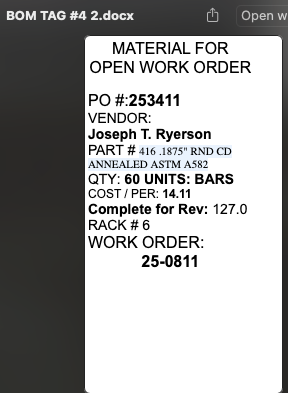 BOM TAG #4 2.docx
Open w
MATERIAL FOR
OPEN WORK ORDER
PO #:253411
VENDOR:
Joseph T. Ryerson
PART # 416 .1875" RND CD
ANNEALED ASTM A582
QTY: 60 UNITS: BARS
COST / PER: 14.11
Complete for Rev: 127.0
RACK # 6
WORK ORDER:
25-0811